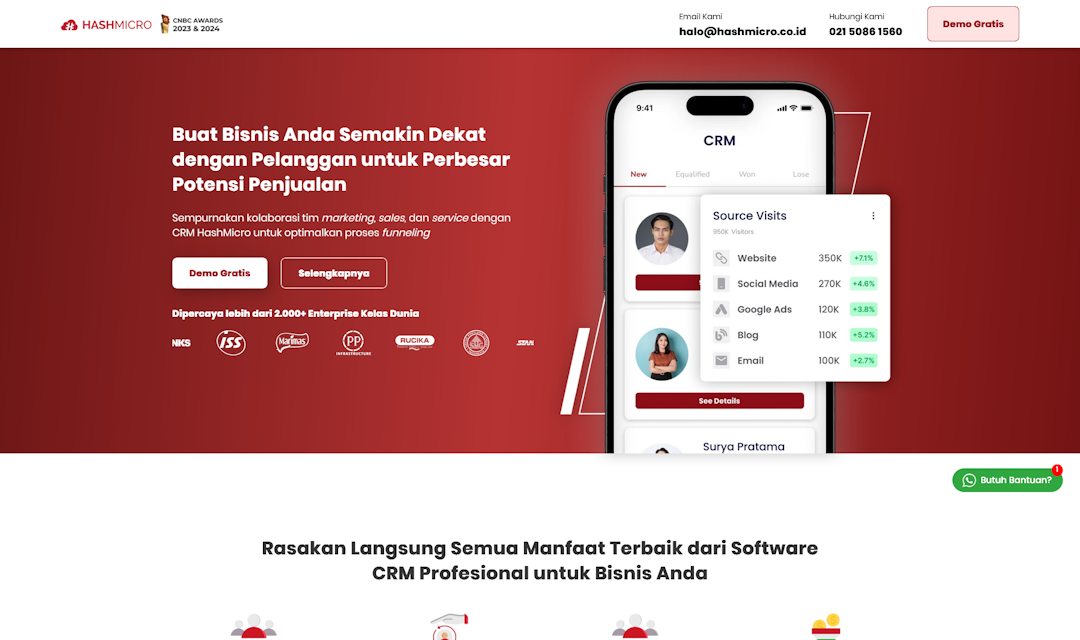 HASHMICRO
CNBC AWARDS
2023 & 2024
Email Kami
halo@hashmicro.co.id
Hubungi Kami
021 5086 1560
Demo Gratis
Buat Bisnis Anda Semakin Dekat
dengan Pelanggan untuk Perbesar
Potensi Penjualan
Sempurnakan kolaborasi tim marketing, sales, dan service dengan
CRM HashMicro untuk optimalkan proses funneling
Demo Gratis
Selengkapnya
Dipercaya lebih dari 2.000+ Enterprise Kelas Dunia
NKS
ISS
Marimas
PP
INFRASTRUCTURE
RUCIKA
9:41
CRM
New
Equalified
Won
Lose
Source Visits
950K Visitors
Website 350K +7.1%
Social Media 270K +4.6%
Google Ads 120K +3.8%
Blog 110K +5.2%
Email 100K +2.7%
See Details
Surya Pratama
1
Butuh Bantuan?
Rasakan Langsung Semua Manfaat Terbaik dari Software
CRM Profesional untuk Bisnis Anda